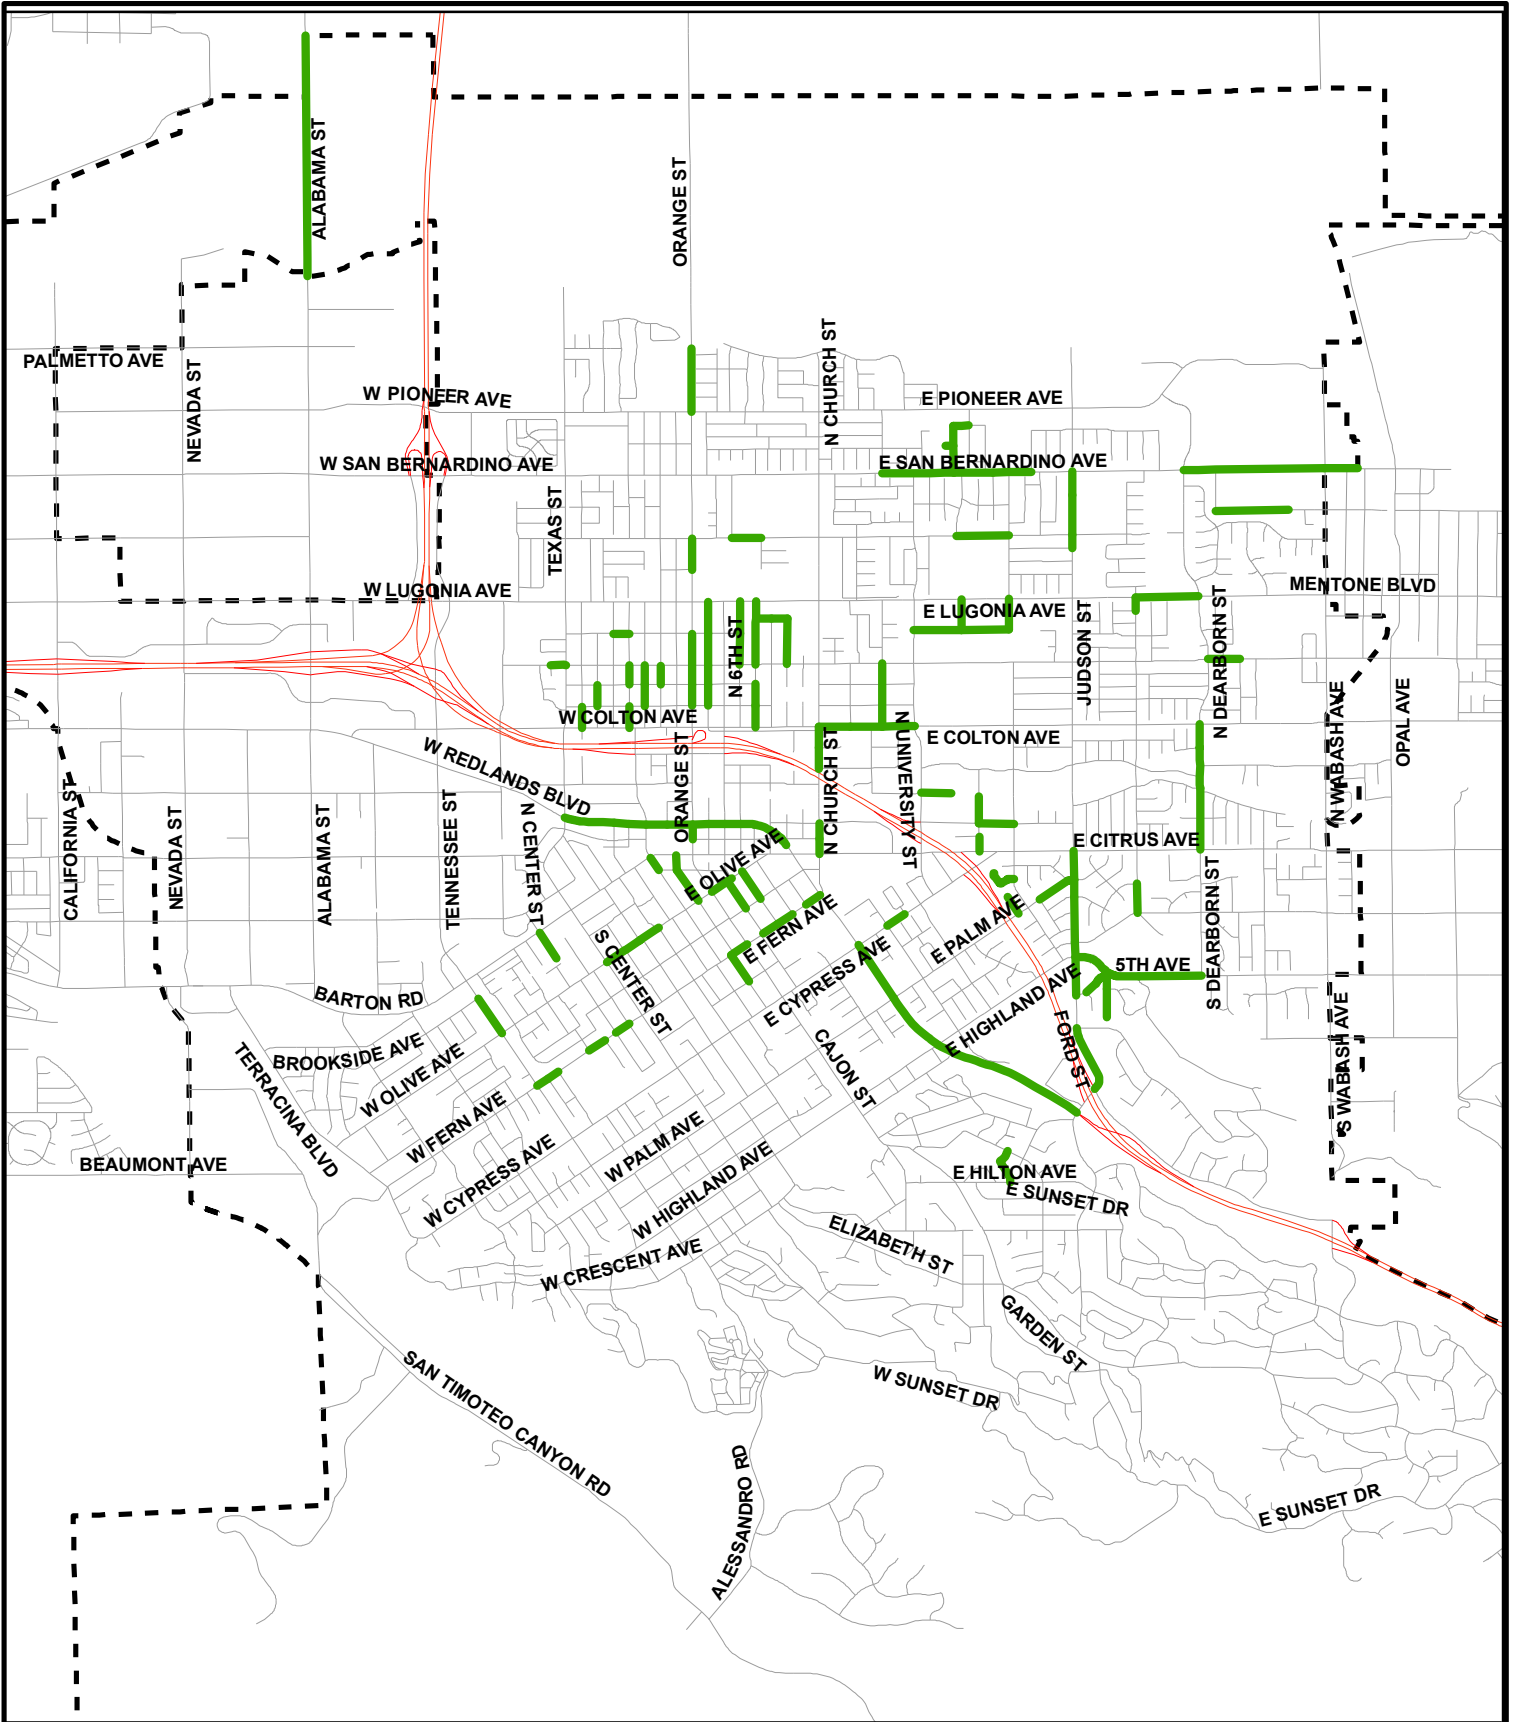 ALABAMA ST
ORANGE ST
PALMETTO AVE
NEVADA ST
W PIONEER AVE
N CHURCH ST
E PIONEER AVE
W SAN BERNARDINO AVE
E SAN BERNARDINO AVE
TEXAS ST
W LUGONIA AVE
E LUGONIA AVE
MENTONE BLVD
JUDSON ST
N DEARBORN ST
N 6TH ST
W COLTON AVE
E COLTON AVE
N WABASH AVE
OPAL AVE
W REDLANDS BLVD
ORANGE ST
N CHURCH ST
N UNIVERSITY ST
CALIFORNIA ST
NEVADA ST
ALABAMA ST
TENNESSEE ST
N CENTER ST
E OLIVE AVE
E CITRUS AVE
S CENTER ST
E FERN AVE
E CYPRESS AVE
E PALM AVE
5TH AVE
S DEARBORN ST
BARTON RD
E HIGHLAND AVE
BROOKSIDE AVE
W OLIVE AVE
CAJON ST
FORD ST
S WABASH AVE
TERRACINA BLVD
W FERN AVE
W CYPRESS AVE
W PALM AVE
W HIGHLAND AVE
BEAUMONT AVE
E HILTON AVE
E SUNSET DR
ELIZABETH ST
W CRESCENT AVE
GARDEN ST
SAN TIMOTEO CANYON RD
W SUNSET DR
ALESSANDRO RD
E SUNSET DR